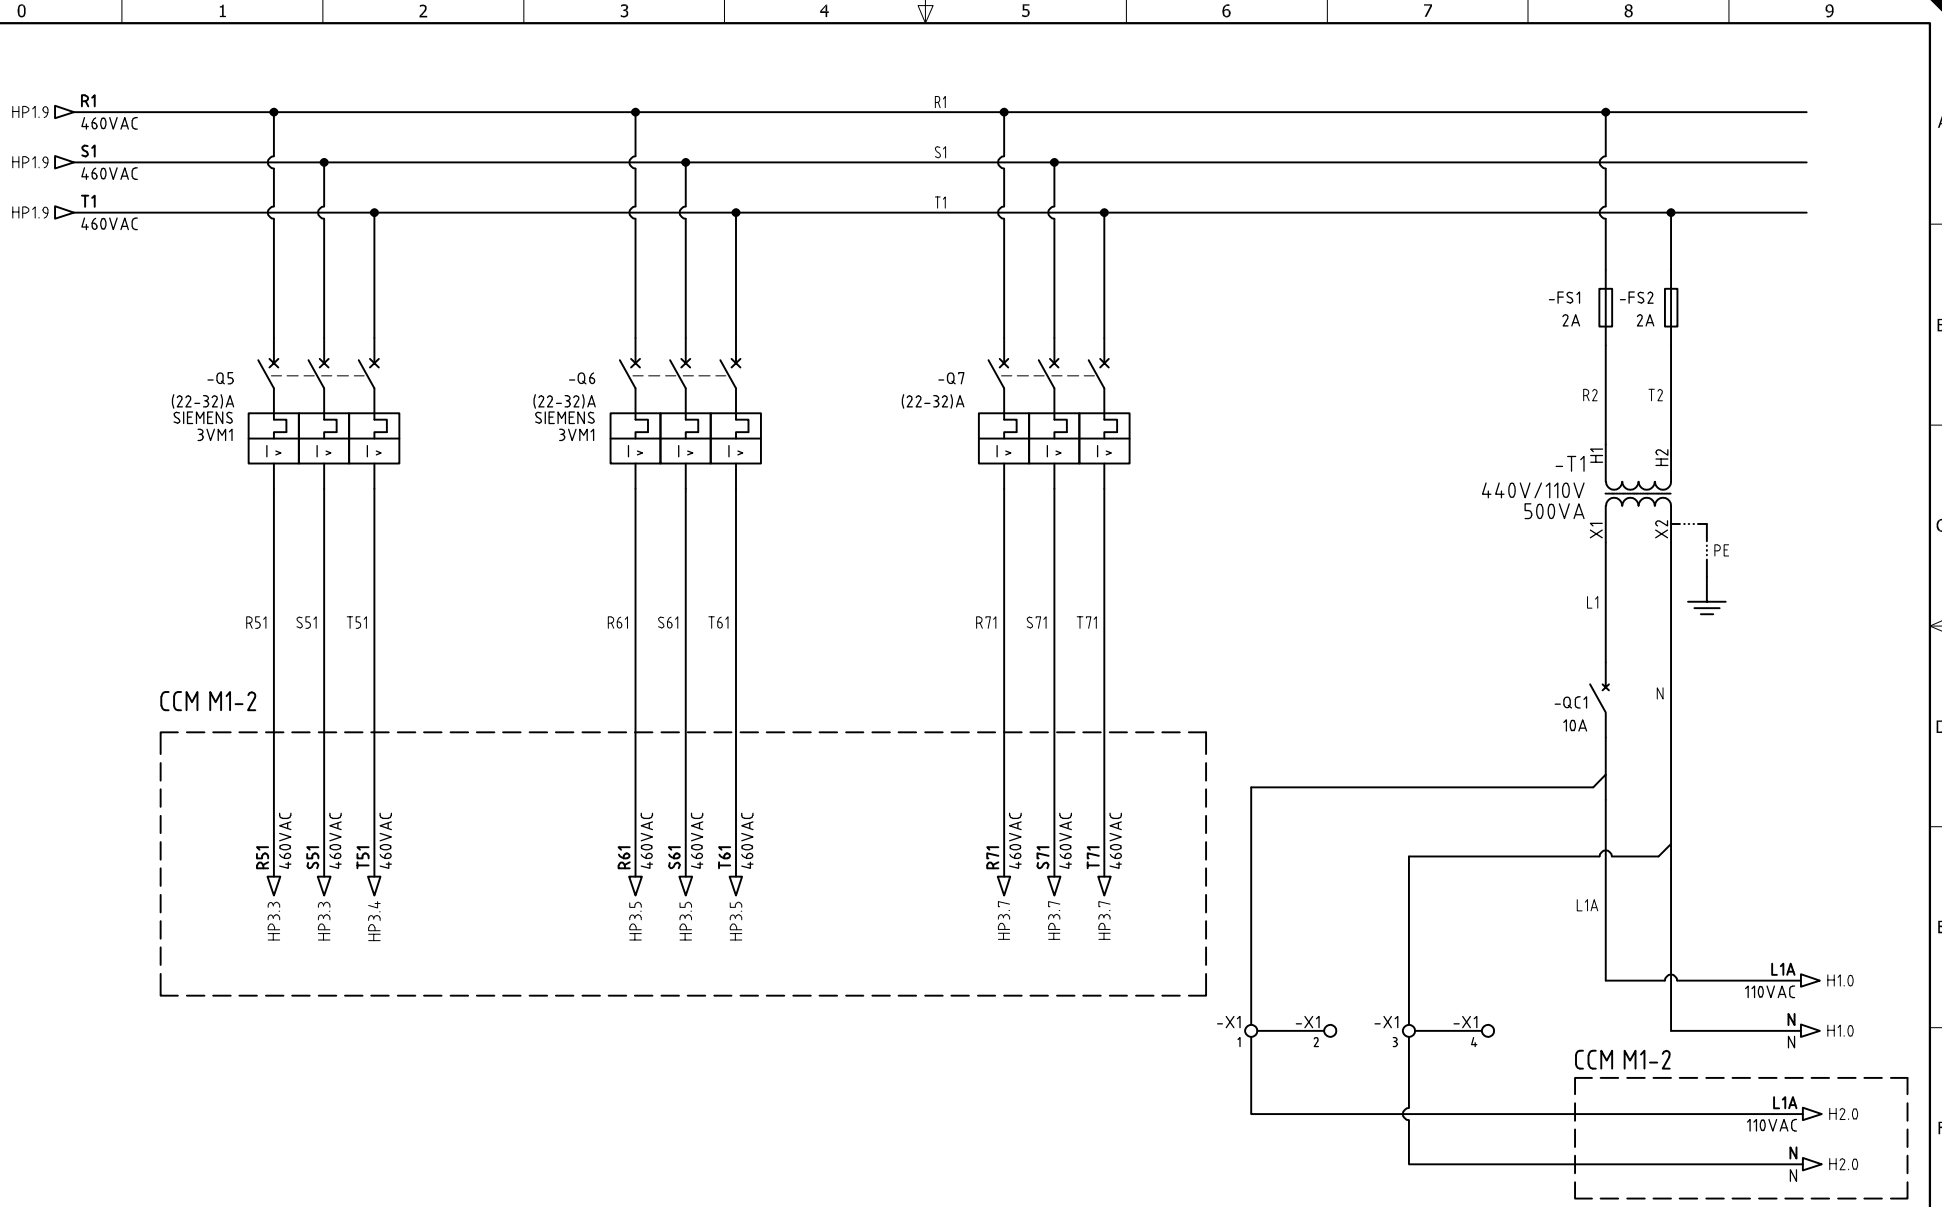 0 1 2 3 4 5 6 7 8 9
HP1.9 R1 R1
460VAC
HP1.9 S1 S1
460VAC
HP1.9 T1 T1
460VAC
A
B
C
D
E
F
-Q5
(22-32)A
SIEMENS
3VM1
I > I > I >
-Q6
(22-32)A
SIEMENS
3VM1
I > I > I >
-Q7
(22-32)A
I > I > I >
-FS1
2A
-FS2
2A
R2 T2
H1 H2
-T1
440V/110V
500VA
X1 X2
PE
L1
N
-QC1
10A
R51 S51 T51
R61 S61 T61
R71 S71 T71
CCM M1-2
R51
460VAC
HP3.3
S51
460VAC
HP3.3
T51
460VAC
HP3.4
R61
460VAC
HP3.5
S61
460VAC
HP3.5
T61
460VAC
HP3.5
R71
460VAC
HP3.7
S71
460VAC
HP3.7
T71
460VAC
HP3.7
L1A
L1A
110VAC
H1.0
N
N
H1.0
-X1
1
-X1
2
-X1
3
-X1
4
CCM M1-2
L1A
110VAC
H2.0
N
N
H2.0